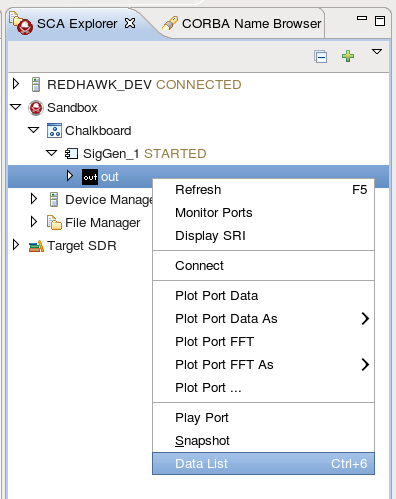 SCA Explorer CORBA Name Browser
REDHAWK_DEV CONNECTED
Sandbox
Chalkboard
SigGen_1 STARTED
out out
Device Manage
File Manager
Target SDR
Refresh F5
Monitor Ports
Display SRI
Connect
Plot Port Data
Plot Port Data As
Plot Port FFT
Plot Port FFT As
Plot Port ...
Play Port
Snapshot
Data List Ctrl+6